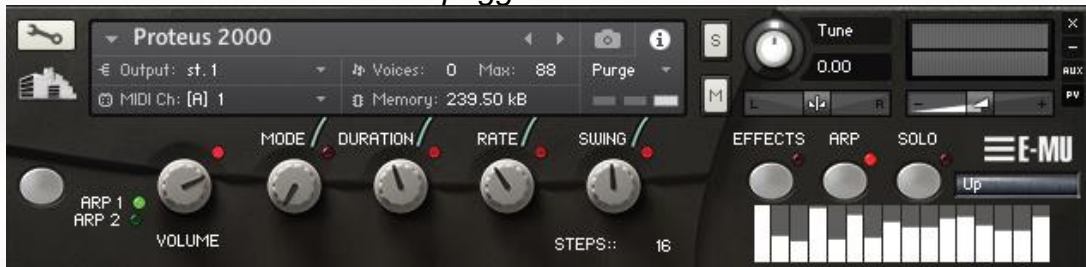 Proteus 2000
Output: st.1
Voices: 0 Max: 88
Purge
MIDI Ch: [A] 1
Memory: 239.50 kB
S
M
Tune
0.00
L R
- +
×
-
AUX
PV
MODE DURATION RATE SWING
EFFECTS ARP SOLO
E-MU
Up
ARP 1
ARP 2
VOLUME
STEPS:: 16